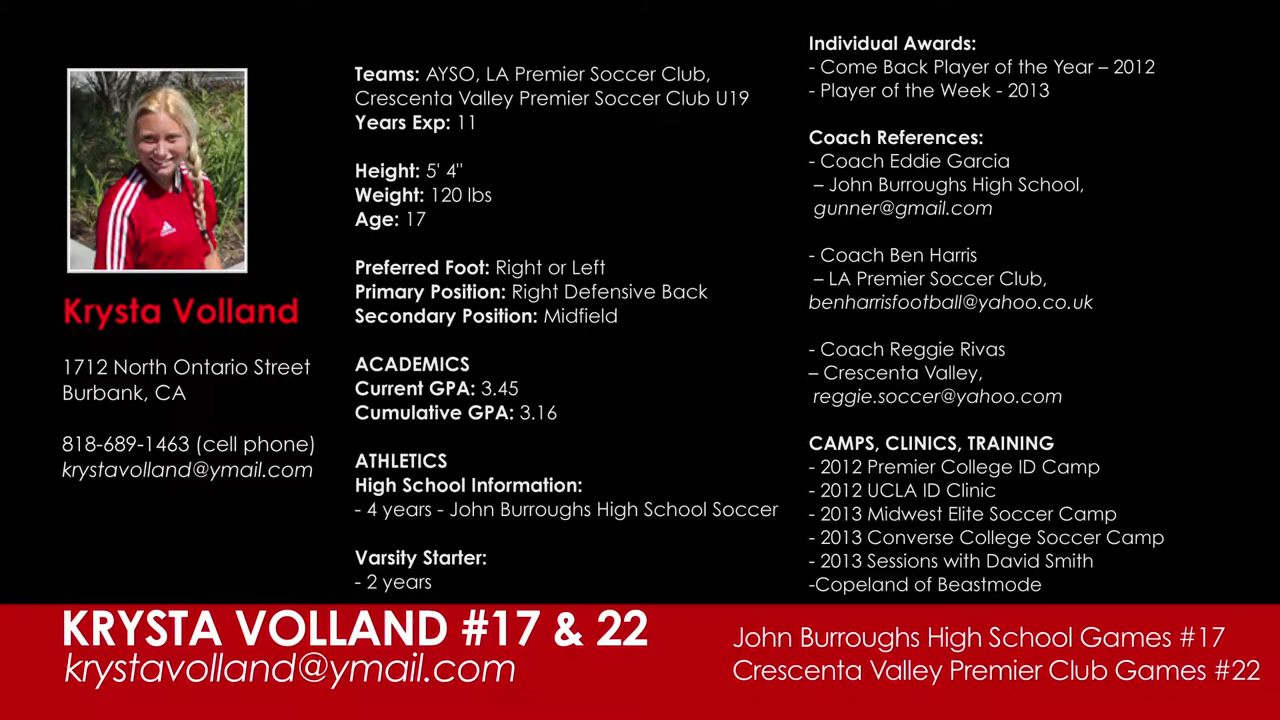 Krysta Volland
1712 North Ontario Street
Burbank, CA
818-689-1463 (cell phone)
krystavolland@ymail.com
Teams: AYSO, LA Premier Soccer Club,
Crescenta Valley Premier Soccer Club U19
Years Exp: 11
Height: 5' 4"
Weight: 120 lbs
Age: 17
Preferred Foot: Right or Left
Primary Position: Right Defensive Back
Secondary Position: Midfield
ACADEMICS
Current GPA: 3.45
Cumulative GPA: 3.16
ATHLETICS
High School Information:
- 4 years - John Burroughs High School Soccer
Varsity Starter:
- 2 years
Individual Awards:
- Come Back Player of the Year – 2012
- Player of the Week - 2013
Coach References:
- Coach Eddie Garcia
– John Burroughs High School,
gunner@gmail.com
- Coach Ben Harris
– LA Premier Soccer Club,
benharrisfootball@yahoo.co.uk
- Coach Reggie Rivas
– Crescenta Valley,
reggie.soccer@yahoo.com
CAMPS, CLINICS, TRAINING
- 2012 Premier College ID Camp
- 2012 UCLA ID Clinic
- 2013 Midwest Elite Soccer Camp
- 2013 Converse College Soccer Camp
- 2013 Sessions with David Smith
-Copeland of Beastmode
KRYSTA VOLLAND #17 & 22
krystavolland@ymail.com
John Burroughs High School Games #17
Crescenta Valley Premier Club Games #22